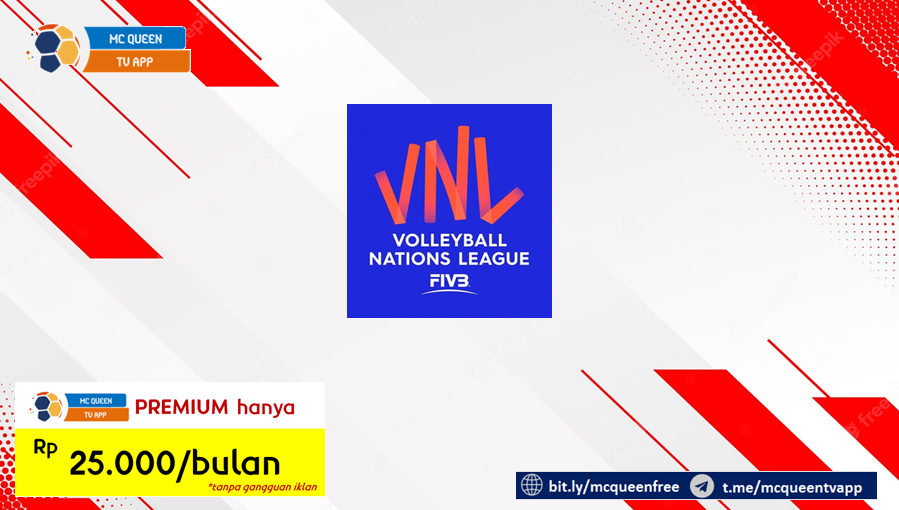 MC QUEEN
TV APP
VNL
VOLLEYBALL
NATIONS LEAGUE
FIVB
MC QUEEN
TV APP
PREMIUM hanya
Rp 25.000/bulan
*tanpa gangguan iklan
bit.ly/mcqueenfree
t.me/mcqueentvapp
freepik